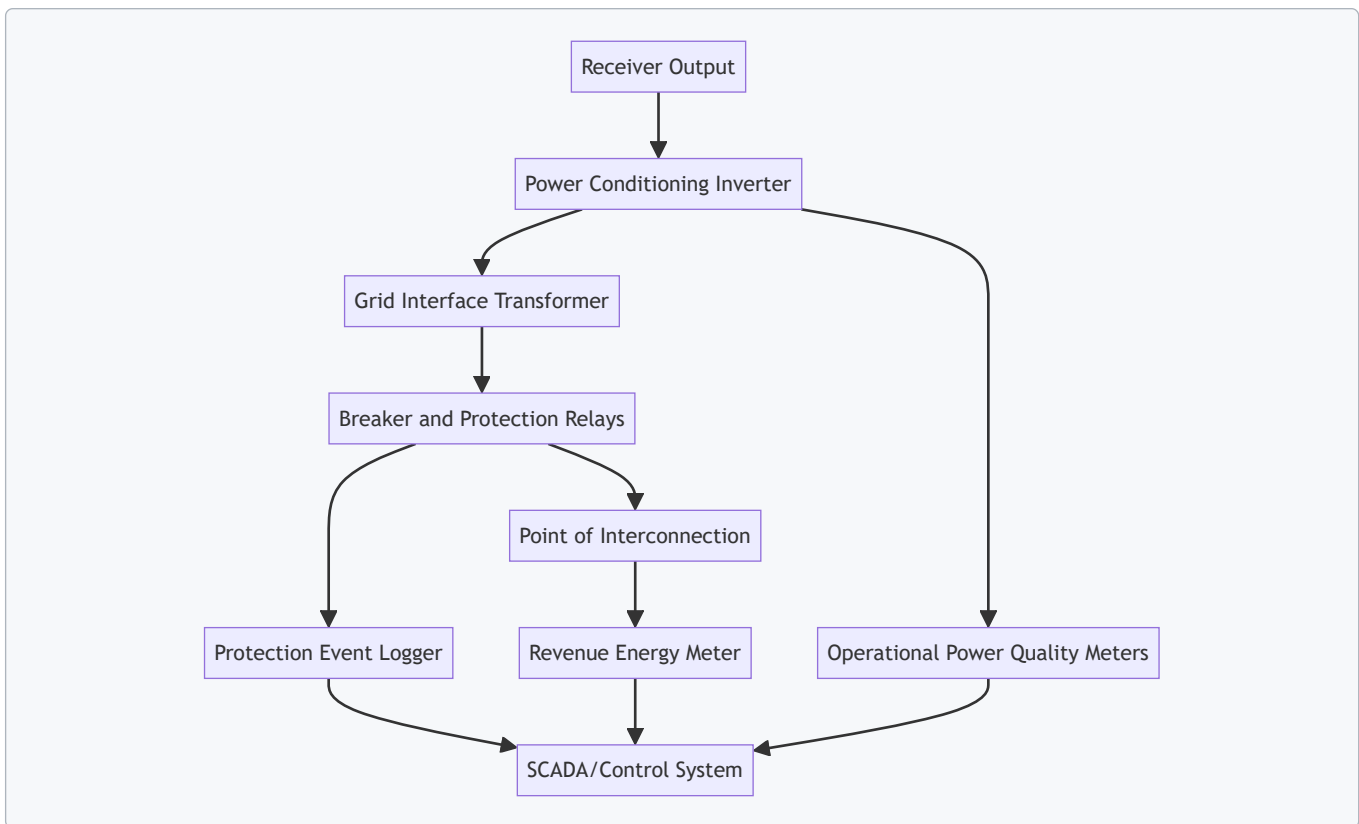 Receiver Output
Power Conditioning Inverter
Grid Interface Transformer
Breaker and Protection Relays
Point of Interconnection
Protection Event Logger
Revenue Energy Meter
Operational Power Quality Meters
SCADA/Control System